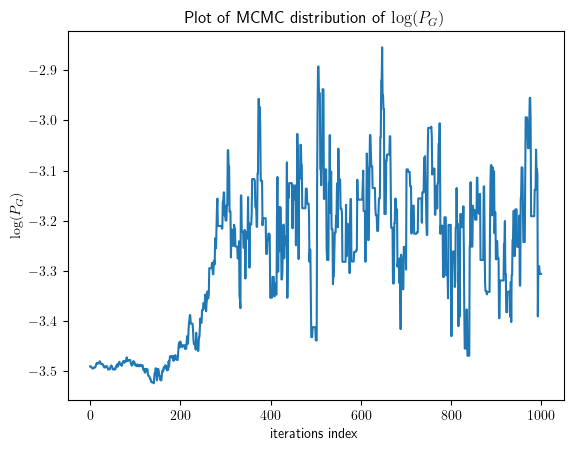 Plot of MCMC distribution of log(P_G)
log(P_G)
−2.9
−3.0
−3.1
−3.2
−3.3
−3.4
−3.5
0 200 400 600 800 1000
iterations index